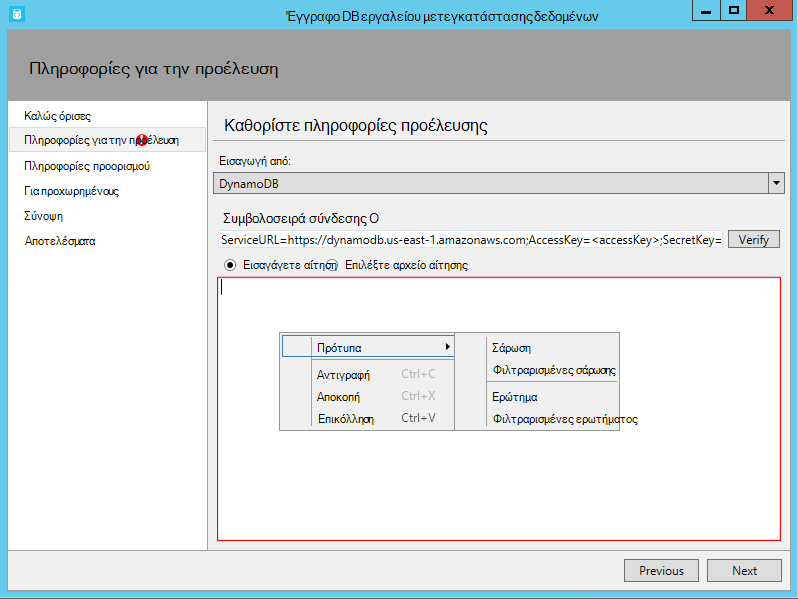 Έγγραφο DB εργαλείου μετεγκατάστασης δεδομένων
Πληροφορίες για την προέλευση
Καλώς όρισες
Πληροφορίες για την προέλευση
Πληροφορίες προορισμού
Για προχωρημένους
Σύνοψη
Αποτελέσματα
Καθορίστε πληροφορίες προέλευσης
Εισαγωγή από:
DynamoDB
Συμβολοσειρά σύνδεσης Ο
ServiceURL=https://dynamodb.us-east-1.amazonaws.com;AccessKey=<accessKey>;SecretKey= Verify
Εισαγάγετε αίτηση Επιλέξτε αρχείο αίτησης
Πρότυπα
Αντιγραφή Ctrl+C
Αποκοπή Ctrl+X
Επικόλληση Ctrl+V
Σάρωση
Φιλτραρισμένες σάρωσης
Ερώτημα
Φιλτραρισμένες ερωτήματος
Previous Next